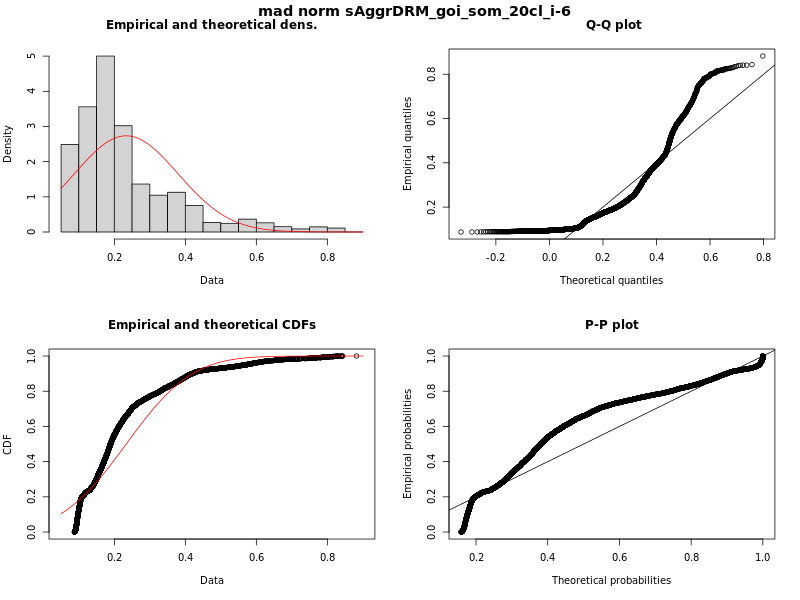 mad norm sAggrDRM_goi_som_20cl_i-6
Empirical and theoretical dens.
Density
0 1 2 3 4 5
0.2 0.4 0.6 0.8
Data
Q-Q plot
Empirical quantiles
0.2 0.4 0.6 0.8
-0.2 0.0 0.2 0.4 0.6 0.8
Theoretical quantiles
Empirical and theoretical CDFs
CDF
0.0 0.2 0.4 0.6 0.8 1.0
0.2 0.4 0.6 0.8
Data
P-P plot
Empirical probabilities
0.0 0.2 0.4 0.6 0.8 1.0
0.2 0.4 0.6 0.8 1.0
Theoretical probabilities